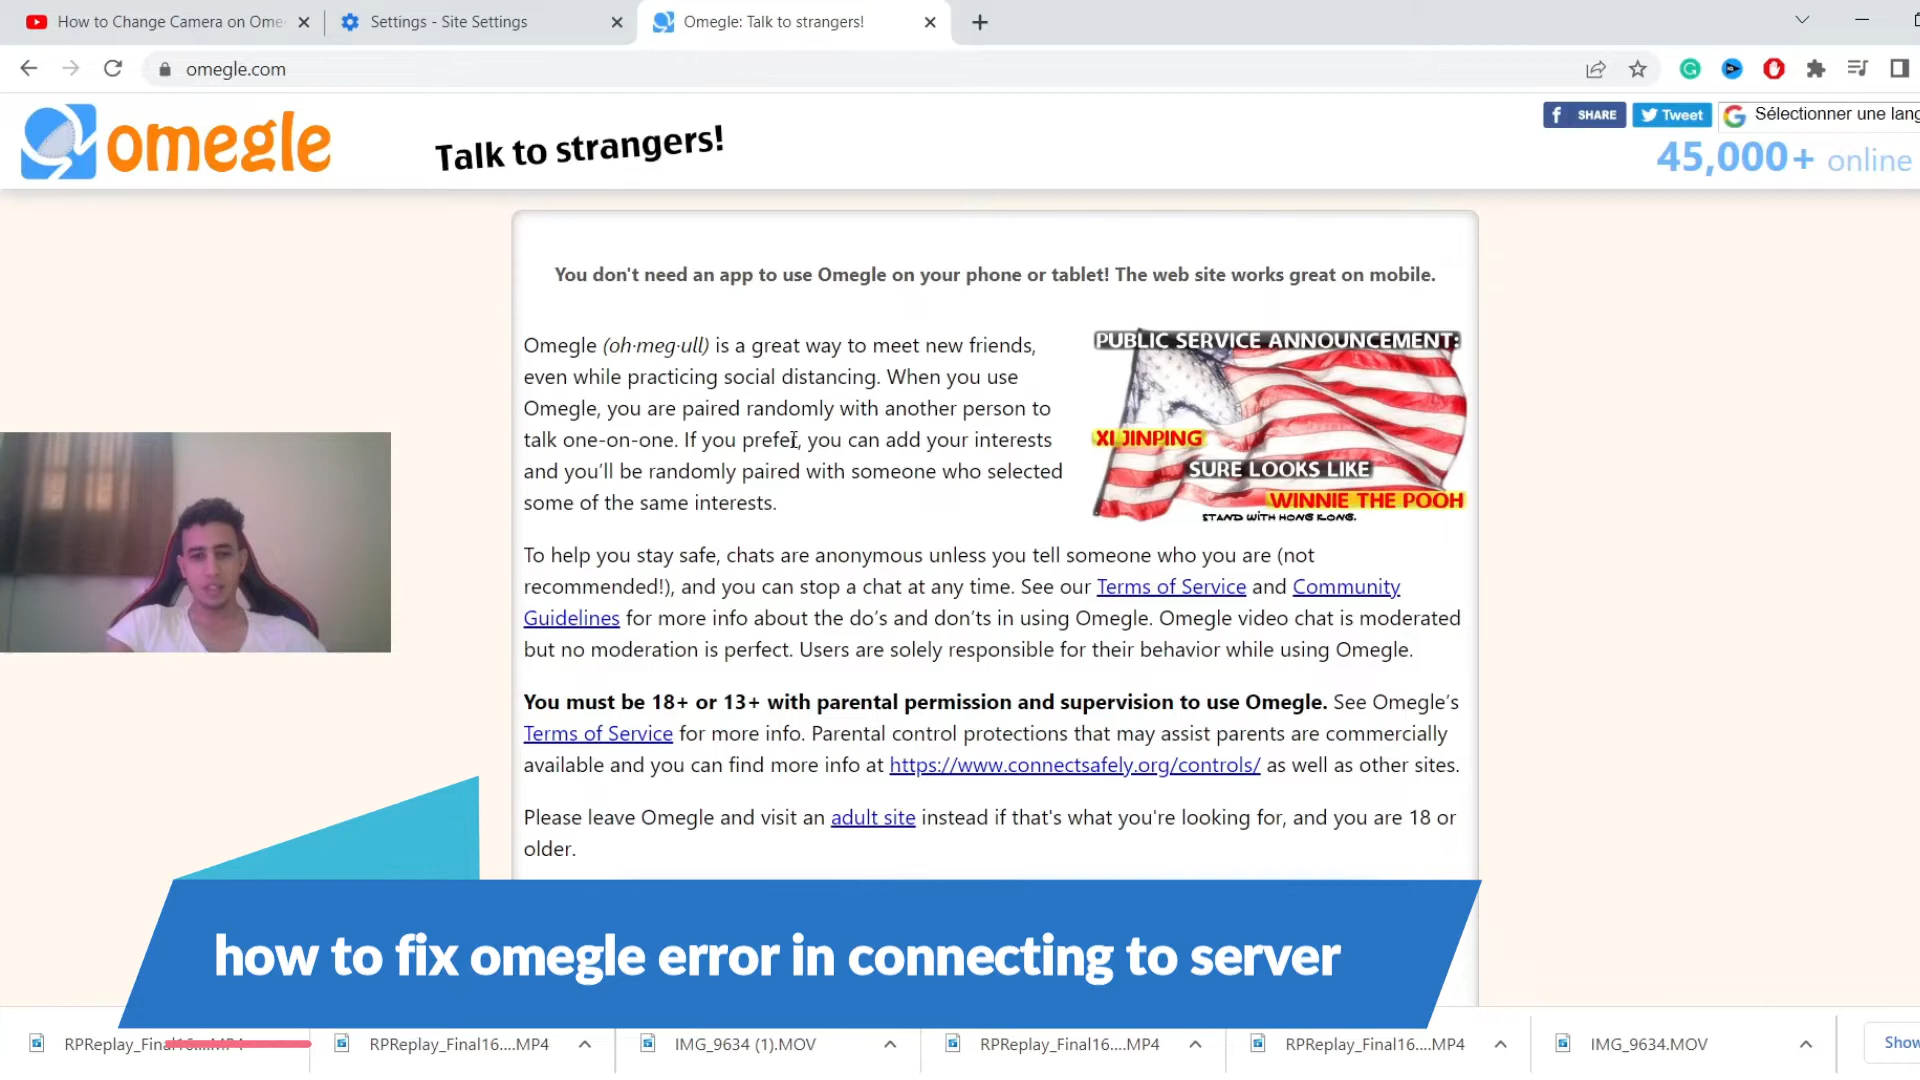 How to Change Camera on Ome
Settings - Site Settings
Omegle: Talk to strangers!
omegle.com
omegle
Talk to strangers!
SHARE
Tweet
Sélectionner une lang
45,000+ online
You don't need an app to use Omegle on your phone or tablet! The web site works great on mobile.
Omegle (oh·meg·ull) is a great way to meet new friends,
even while practicing social distancing. When you use
Omegle, you are paired randomly with another person to
talk one-on-one. If you prefer, you can add your interests
and you’ll be randomly paired with someone who selected
some of the same interests.
PUBLIC SERVICE ANNOUNCEMENT:
XI JINPING
SURE LOOKS LIKE
WINNIE THE POOH
STAND WITH HONG KONG.
To help you stay safe, chats are anonymous unless you tell someone who you are (not
recommended!), and you can stop a chat at any time. See our Terms of Service and Community
Guidelines for more info about the do’s and don’ts in using Omegle. Omegle video chat is moderated
but no moderation is perfect. Users are solely responsible for their behavior while using Omegle.
You must be 18+ or 13+ with parental permission and supervision to use Omegle. See Omegle’s
Terms of Service for more info. Parental control protections that may assist parents are commercially
available and you can find more info at https://www.connectsafely.org/controls/ as well as other sites.
Please leave Omegle and visit an adult site instead if that's what you're looking for, and you are 18 or
older.
how to fix omegle error in connecting to server
RPReplay_Final16....MP4
RPReplay_Final16....MP4
IMG_9634 (1).MOV
RPReplay_Final16....MP4
RPReplay_Final16....MP4
IMG_9634.MOV
Show